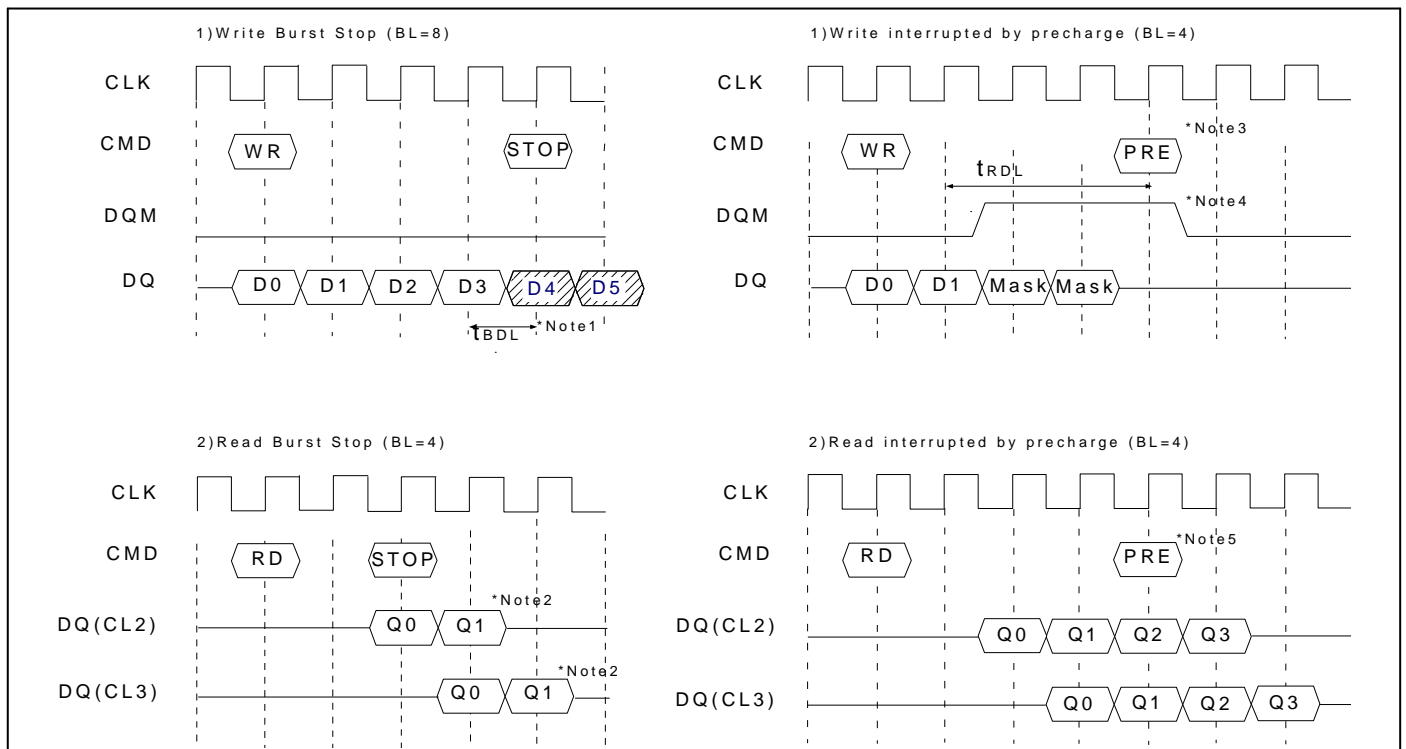 1)Write Burst Stop (BL=8)
CLK
CMD WR STOP
DQM
DQ D0 D1 D2 D3 D4 D5
tBDL *Note1
1)Write interrupted by precharge (BL=4)
CLK
CMD WR PRE *Note3
tRDL
DQM *Note4
DQ D0 D1 Mask Mask
2)Read Burst Stop (BL=4)
CLK
CMD RD STOP
*Note2
DQ(CL2) Q0 Q1
*Note2
DQ(CL3) Q0 Q1
2)Read interrupted by precharge (BL=4)
CLK
CMD RD PRE *Note5
DQ(CL2) Q0 Q1 Q2 Q3
DQ(CL3) Q0 Q1 Q2 Q3